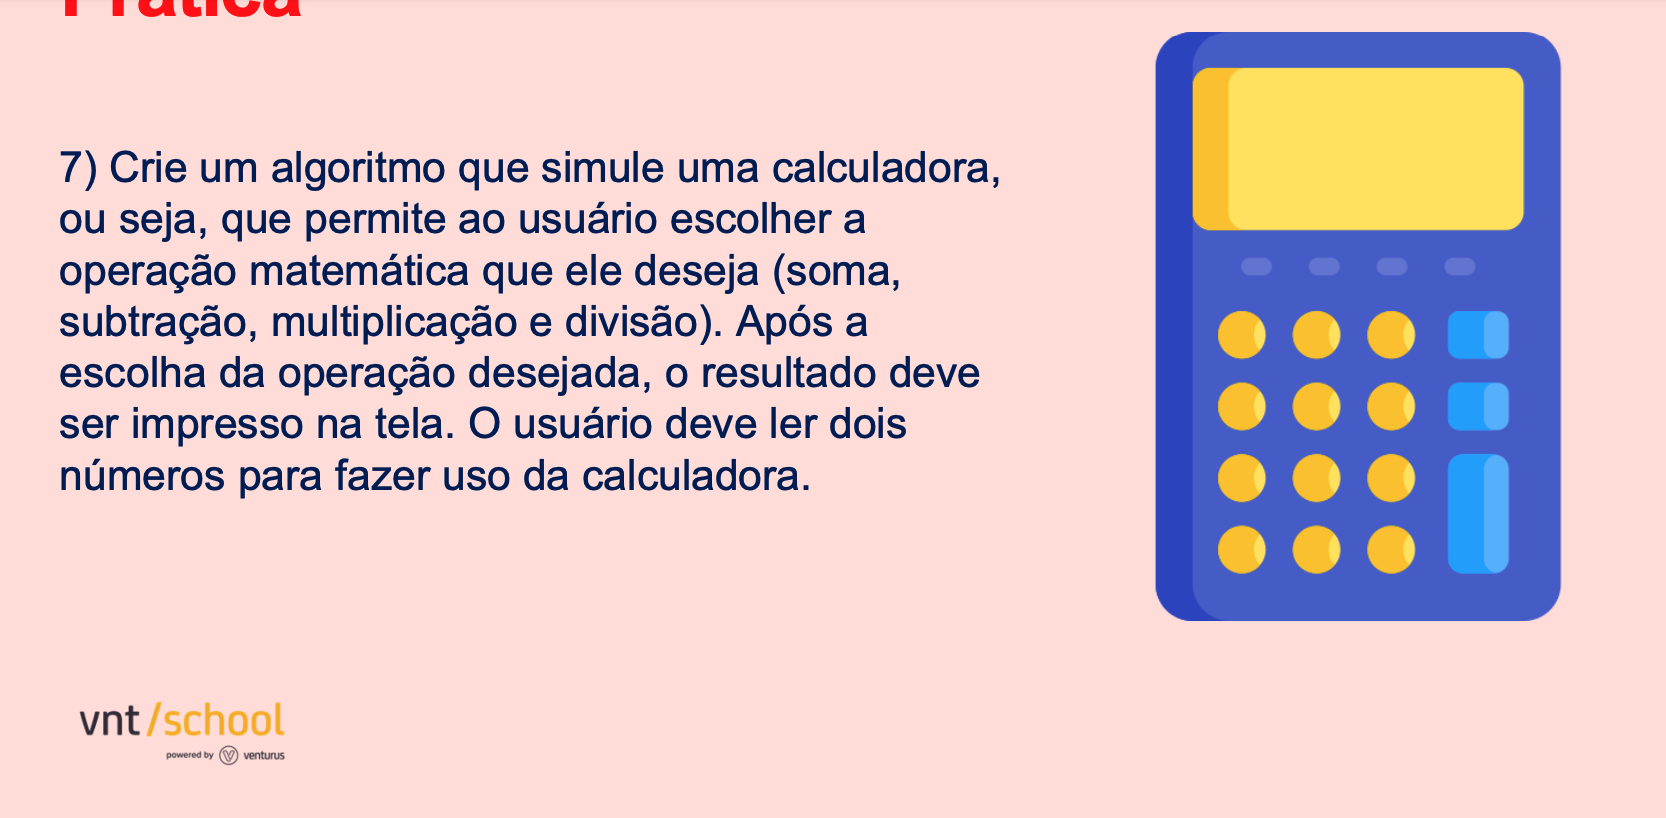 Prática
7) Crie um algoritmo que simule uma calculadora,
ou seja, que permite ao usuário escolher a
operação matemática que ele deseja (soma,
subtração, multiplicação e divisão). Após a
escolha da operação desejada, o resultado deve
ser impresso na tela. O usuário deve ler dois
números para fazer uso da calculadora.
vnt/school
powered by venturus